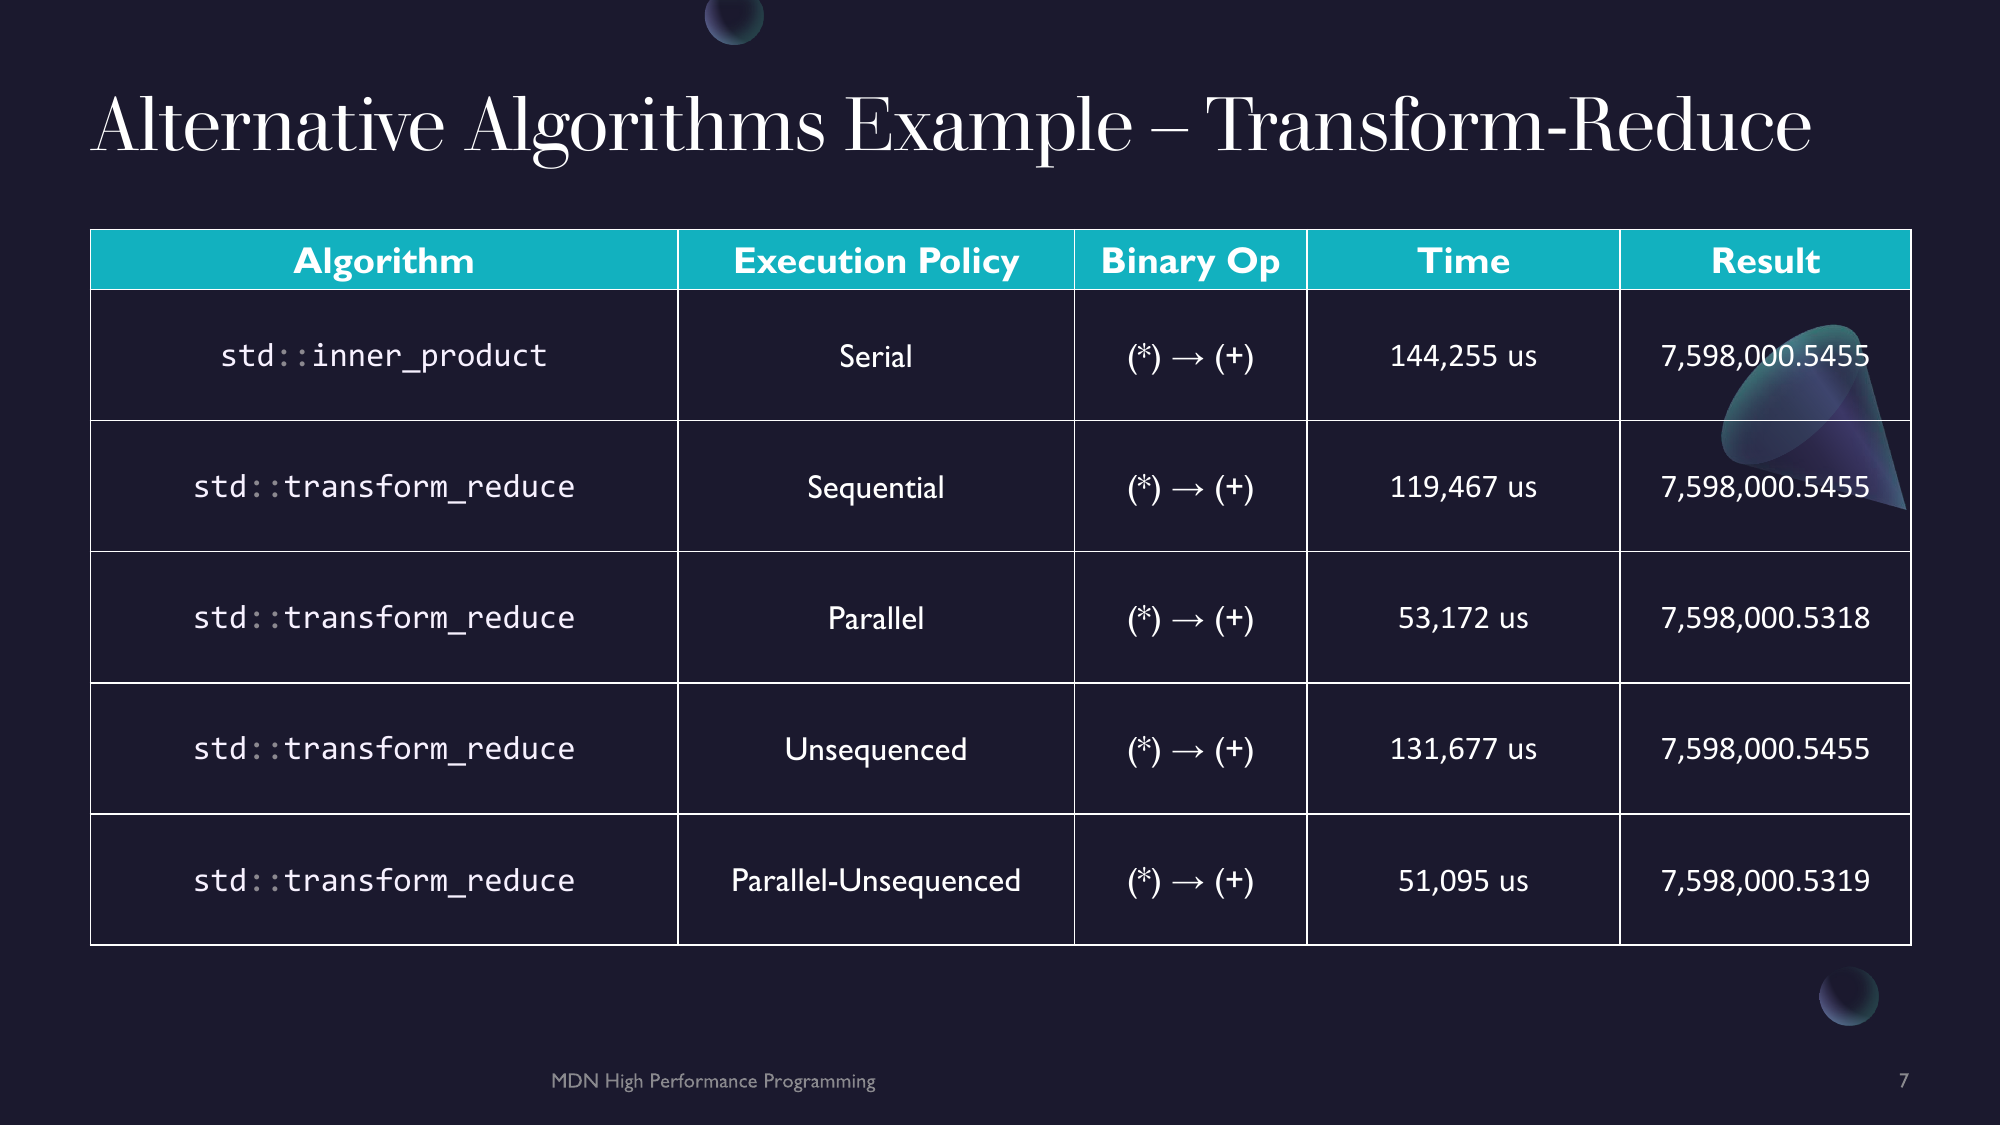 Alternative Algorithms Example – Transform-Reduce
Algorithm Execution Policy Binary Op Time Result
std::inner_product Serial (*) → (+) 144,255 us 7,598,000.5455
std::transform_reduce Sequential (*) → (+) 119,467 us 7,598,000.5455
std::transform_reduce Parallel (*) → (+) 53,172 us 7,598,000.5318
std::transform_reduce Unsequenced (*) → (+) 131,677 us 7,598,000.5455
std::transform_reduce Parallel-Unsequenced (*) → (+) 51,095 us 7,598,000.5319
MDN High Performance Programming 7